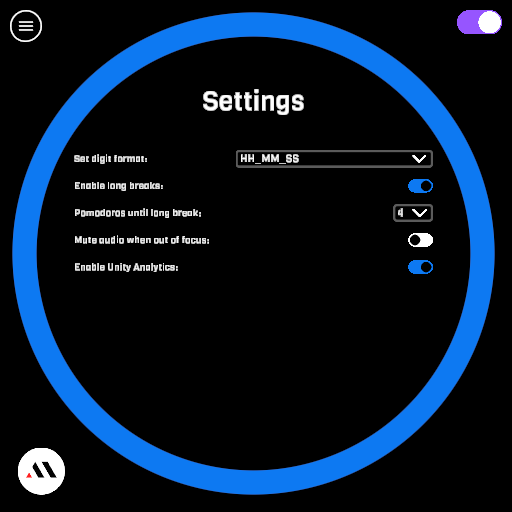 Settings
Set digit format: HH_MM_SS
Enable long breaks:
Pomodoros until long break: 4
Mute audio when out of focus:
Enable Unity Analytics: